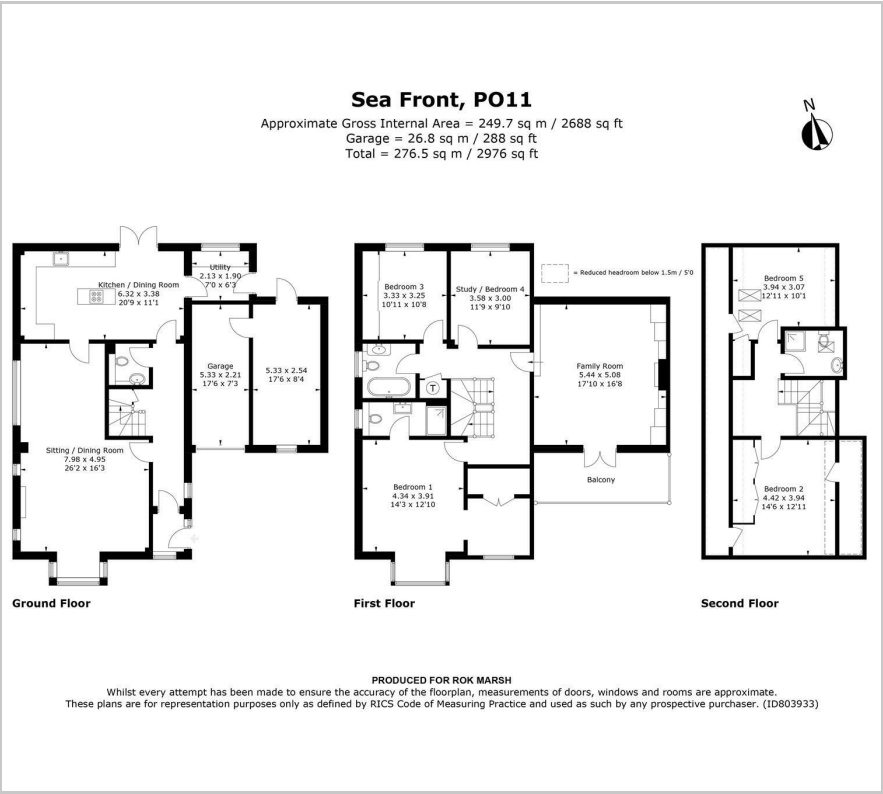 Sea Front, PO11
Approximate Gross Internal Area = 249.7 sq m / 2688 sq ft
Garage = 26.8 sq m / 288 sq ft
Total = 276.5 sq m / 2976 sq ft
N
Kitchen / Dining Room
6.32 x 3.38
20'9 x 11'1
Utility
2.13 x 1.90
7'0 x 6'3
Garage
5.33 x 2.21
17'6 x 7'3
5.33 x 2.54
17'6 x 8'4
Sitting / Dining Room
7.98 x 4.95
26'2 x 16'3
Ground Floor
Bedroom 3
3.33 x 3.25
10'11 x 10'8
Study / Bedroom 4
3.58 x 3.00
11'9 x 9'10
= Reduced headroom below 1.5m / 5'0
T
Family Room
5.44 x 5.08
17'10 x 16'8
Bedroom 1
4.34 x 3.91
14'3 x 12'10
Balcony
First Floor
Bedroom 5
3.94 x 3.07
12'11 x 10'1
Bedroom 2
4.42 x 3.94
14'6 x 12'11
Second Floor
PRODUCED FOR ROK MARSH
Whilst every attempt has been made to ensure the accuracy of the floorplan, measurements of doors, windows and rooms are approximate.
These plans are for representation purposes only as defined by RICS Code of Measuring Practice and used as such by any prospective purchaser. (ID803933)